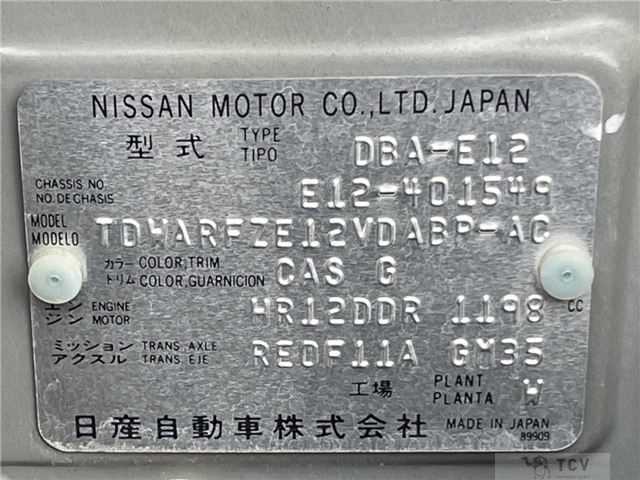 NISSAN MOTOR CO.,LTD. JAPAN
型式 TYPE TIPO DBA-E12
CHASSIS NO. NO. DE CHASIS E12-401549
MODEL MODELO TDWARFZE12VDABP-AC
カラー COLOR,TRIM トリム COLOR,GUARNICION CAS G
エンジン ENGINE MOTOR HR12DDR 1198 CC
ミッション TRANS. AXLE アクスル TRANS. EJE RE0F11A GM35
工場 PLANT PLANTA W
日産自動車株式会社 MADE IN JAPAN
89909
TCV